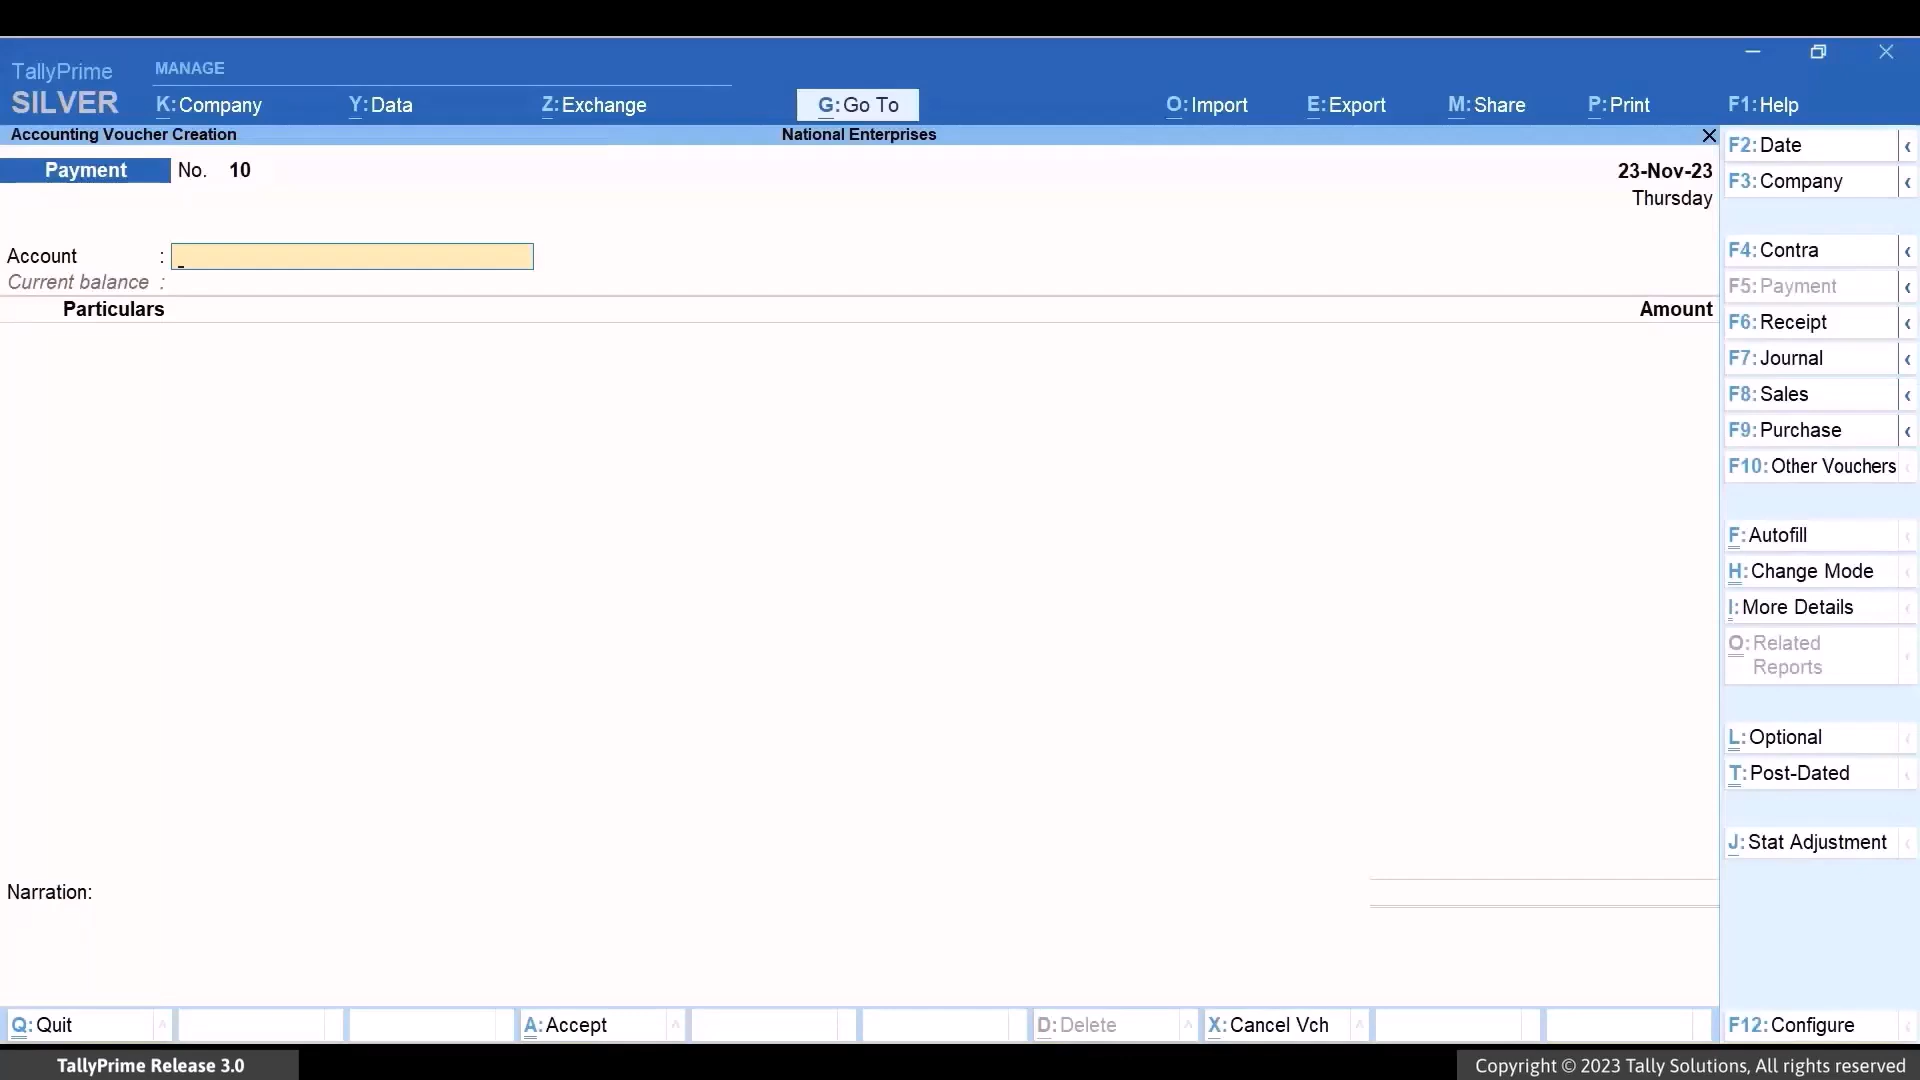 TallyPrime
SILVER
MANAGE
K:Company
Y:Data
Z:Exchange
G:Go To
O:Import
E:Export
M:Share
P:Print
F1:Help
Accounting Voucher Creation
National Enterprises
Payment No. 10
23-Nov-23
Thursday
Account :
Current balance :
Particulars
Amount
Narration:
F2:Date
F3:Company
F4:Contra
F5:Payment
F6:Receipt
F7:Journal
F8:Sales
F9:Purchase
F10:Other Vouchers
F:Autofill
H:Change Mode
I:More Details
O:Related
Reports
L:Optional
T:Post-Dated
J:Stat Adjustment
Q:Quit
A:Accept
D:Delete
X:Cancel Vch
F12:Configure
TallyPrime Release 3.0
Copyright © 2023 Tally Solutions, All rights reserved